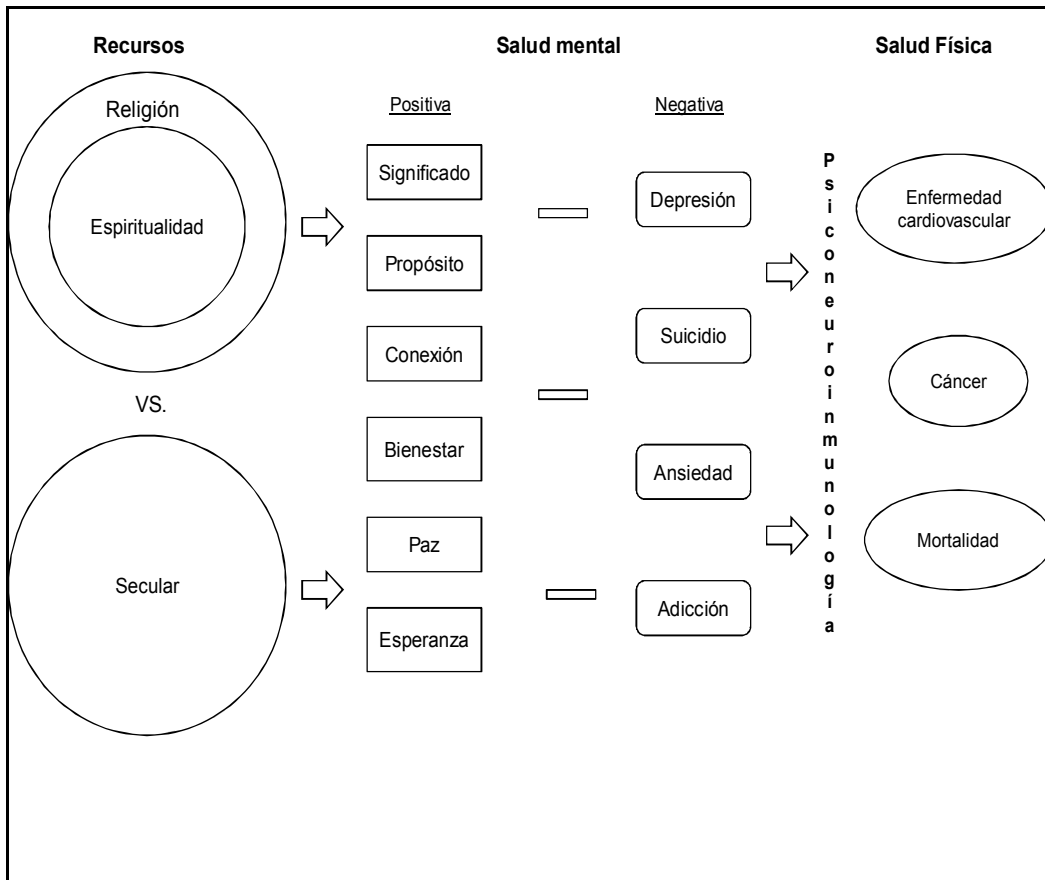 Recursos
Religión
Espiritualidad
VS.
Secular
Salud mental
Positiva
Significado
Propósito
Conexión
Bienestar
Paz
Esperanza
Negativa
Depresión
Suicidio
Ansiedad
Adicción
Psiconeuroinmunología
Salud Física
Enfermedad
cardiovascular
Cáncer
Mortalidad